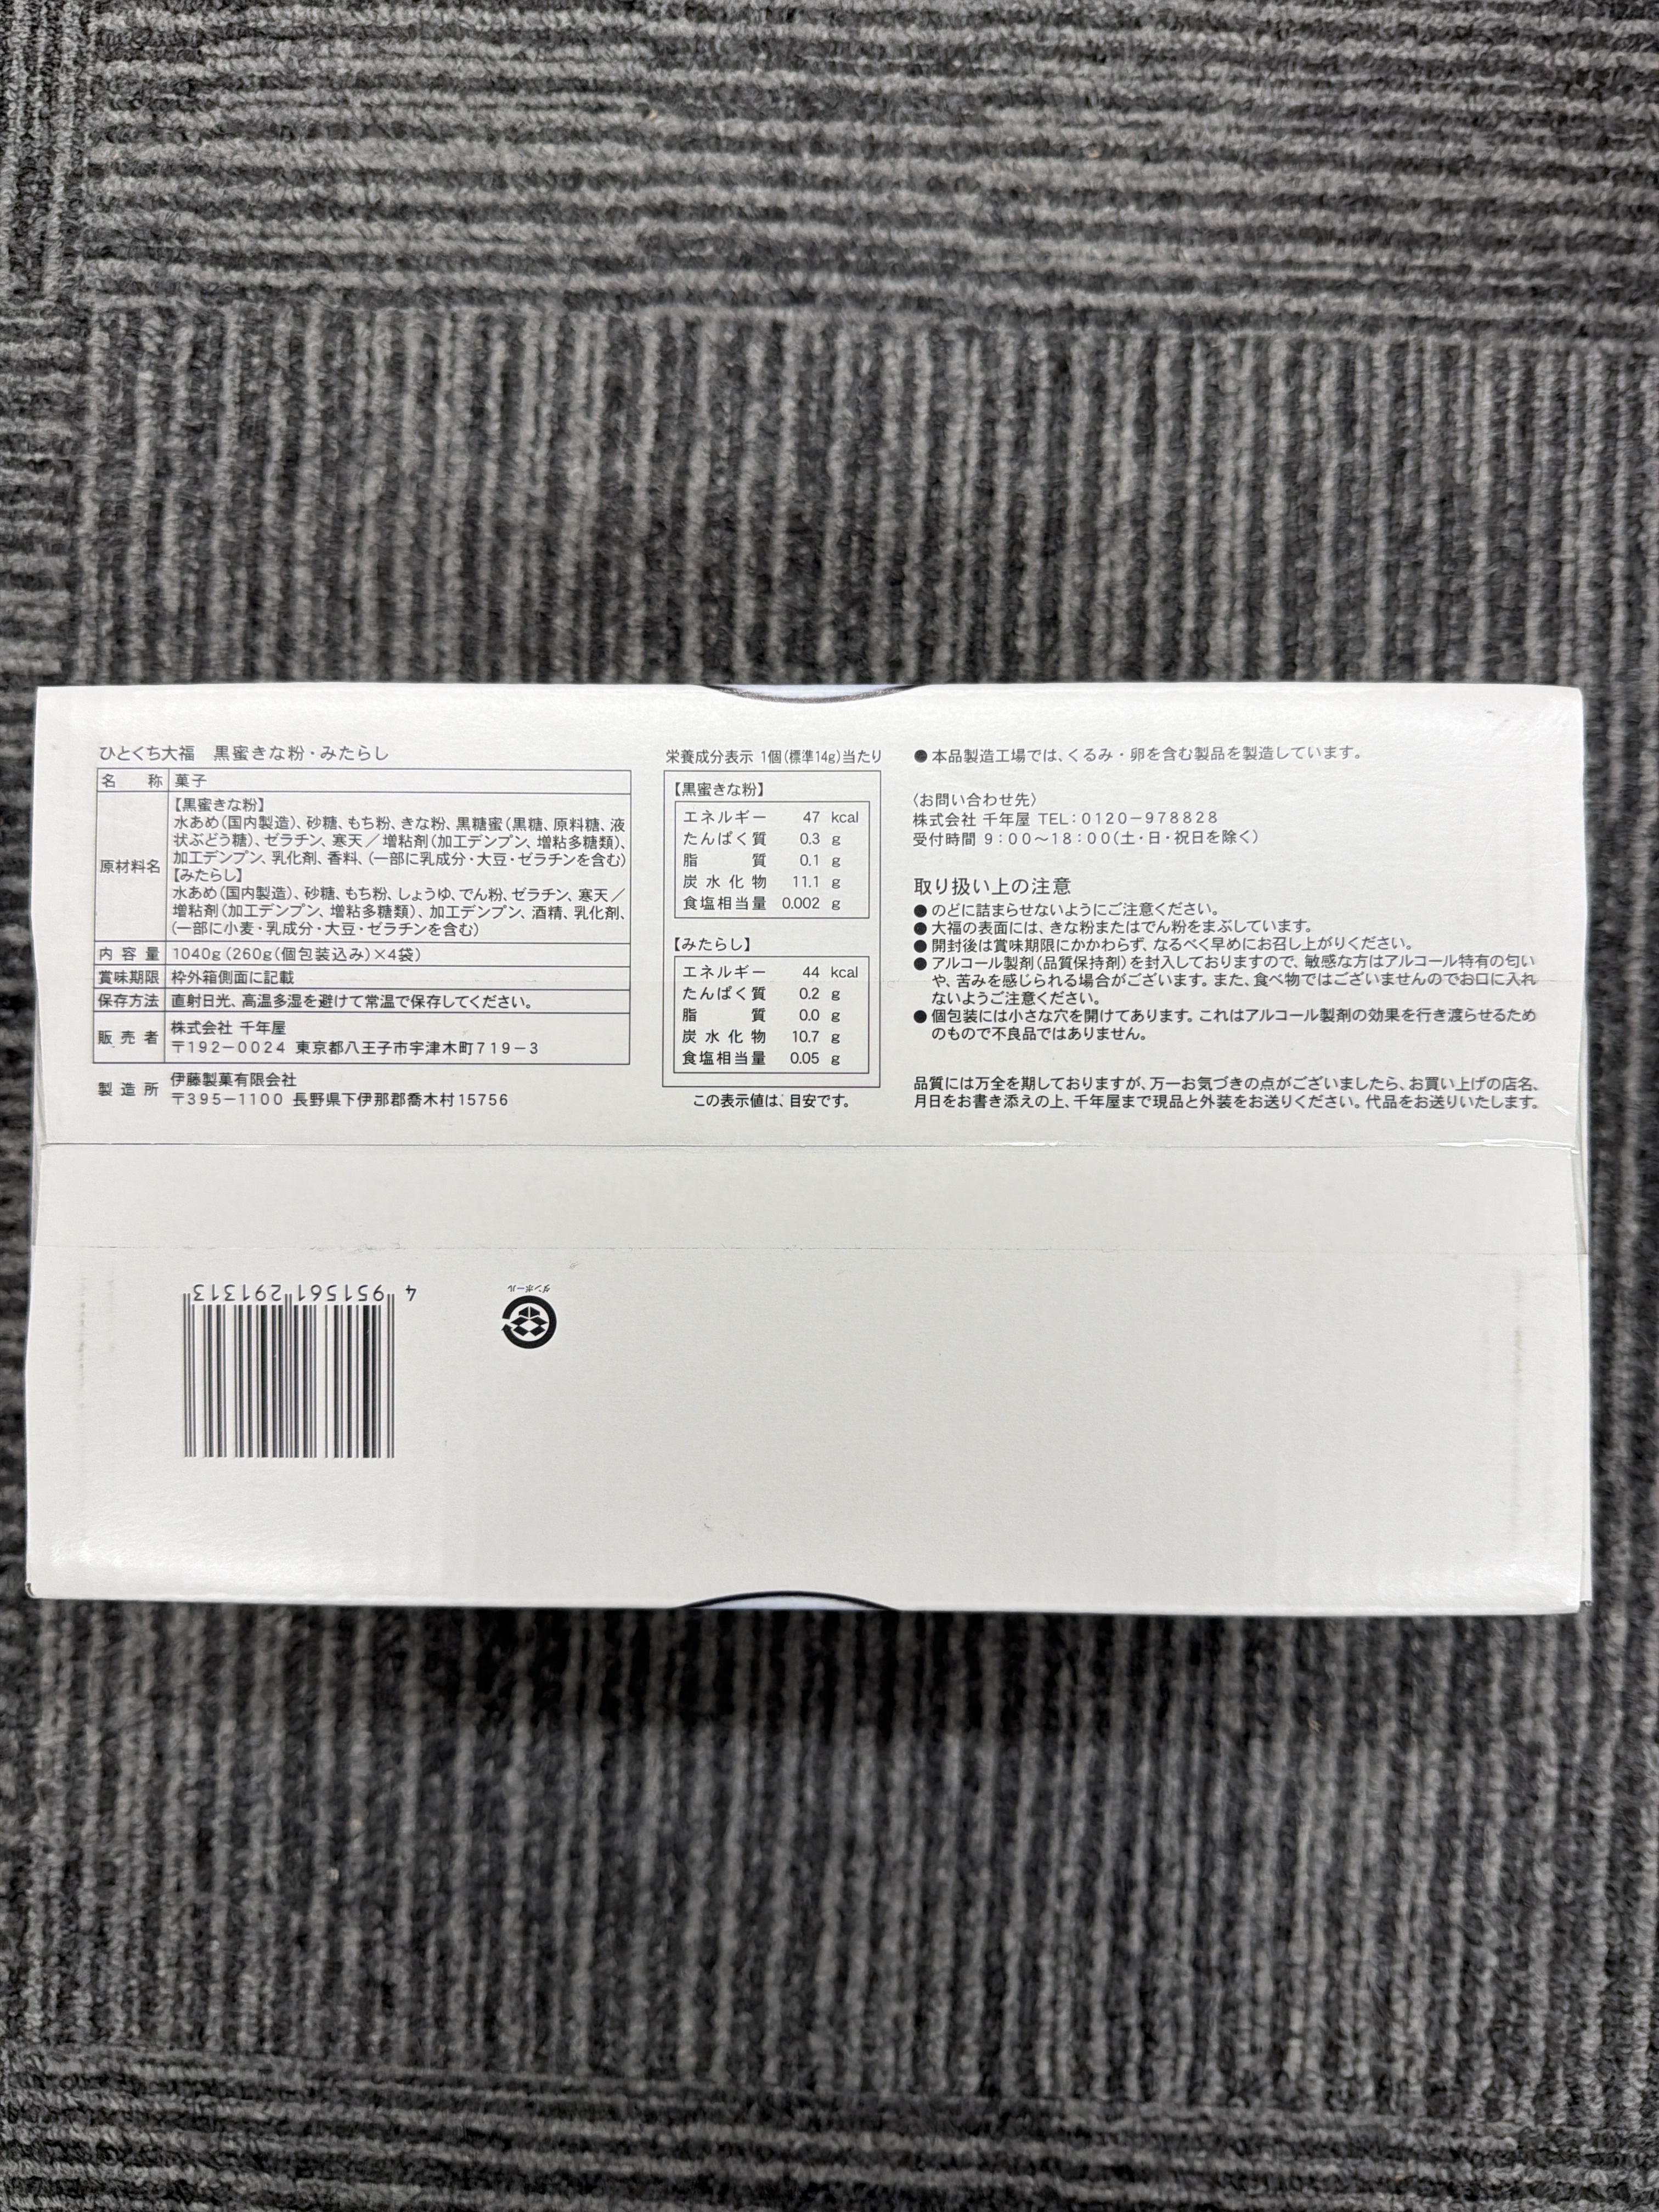 ひとくち大福　黒蜜きな粉・みたらし
名　称 菓子
原材料名
【黒蜜きな粉】
水あめ(国内製造)、砂糖、もち粉、きな粉、黒糖蜜(黒糖、原料糖、液
状ぶどう糖)、ゼラチン、寒天／増粘剤(加工デンプン、増粘多糖類)、
加工デンプン、乳化剤、香料、(一部に乳成分・大豆・ゼラチンを含む)
【みたらし】
水あめ(国内製造)、砂糖、もち粉、しょうゆ、でん粉、ゼラチン、寒天／
増粘剤(加工デンプン、増粘多糖類)、加工デンプン、酒精、乳化剤、
(一部に小麦・乳成分・大豆・ゼラチンを含む)
内容量 1040g(260g(個包装込み)×4袋)
賞味期限 枠外箱側面に記載
保存方法 直射日光、高温多湿を避けて常温で保存してください。
販売者 株式会社 千年屋
〒192−0024 東京都八王子市宇津木町719−3
製造所 伊藤製菓有限会社
〒395−1100 長野県下伊那郡喬木村15756
栄養成分表示 1個(標準14g)当たり
【黒蜜きな粉】
エネルギー 47 kcal
たんぱく質 0.3 g
脂　質 0.1 g
炭水化物 11.1 g
食塩相当量 0.002 g
【みたらし】
エネルギー 44 kcal
たんぱく質 0.2 g
脂　質 0.0 g
炭水化物 10.7 g
食塩相当量 0.05 g
この表示値は、目安です。
●本品製造工場では、くるみ・卵を含む製品を製造しています。
〈お問い合わせ先〉
株式会社 千年屋 TEL:0120−978828
受付時間 9:00〜18:00(土・日・祝日を除く)
取り扱い上の注意
●のどに詰まらせないようにご注意ください。
●大福の表面には、きな粉またはでん粉をまぶしています。
●開封後は賞味期限にかかわらず、なるべく早めにお召し上がりください。
●アルコール製剤(品質保持剤)を封入しておりますので、敏感な方はアルコール特有の匂い
や、苦みを感じられる場合がございます。また、食べ物ではございませんのでお口に入れ
ないようご注意ください。
●個包装には小さな穴を開けてあります。これはアルコール製剤の効果を行き渡らせるため
のもので不良品ではありません。
品質には万全を期しておりますが、万一お気づきの点がございましたら、お買い上げの店名、
月日をお書き添えの上、千年屋まで現品と外装をお送りください。代品をお送りいたします。
4 951561 291313
ダンボール